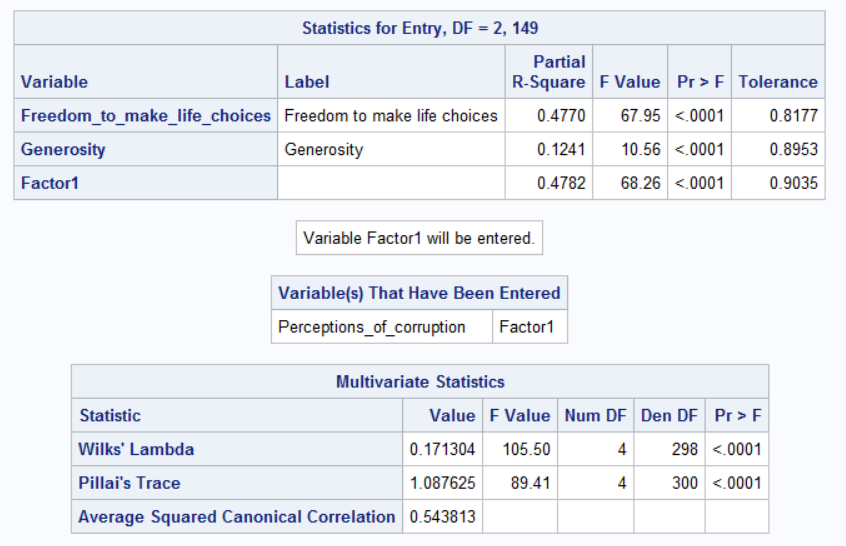 Statistics for Entry, DF = 2, 149
Variable Label Partial R-Square F Value Pr > F Tolerance
Freedom_to_make_life_choices Freedom to make life choices 0.4770 67.95 <.0001 0.8177
Generosity Generosity 0.1241 10.56 <.0001 0.8953
Factor1 0.4782 68.26 <.0001 0.9035
Variable Factor1 will be entered.
Variable(s) That Have Been Entered
Perceptions_of_corruption Factor1
Multivariate Statistics
Statistic Value F Value Num DF Den DF Pr > F
Wilks' Lambda 0.171304 105.50 4 298 <.0001
Pillai's Trace 1.087625 89.41 4 300 <.0001
Average Squared Canonical Correlation 0.543813